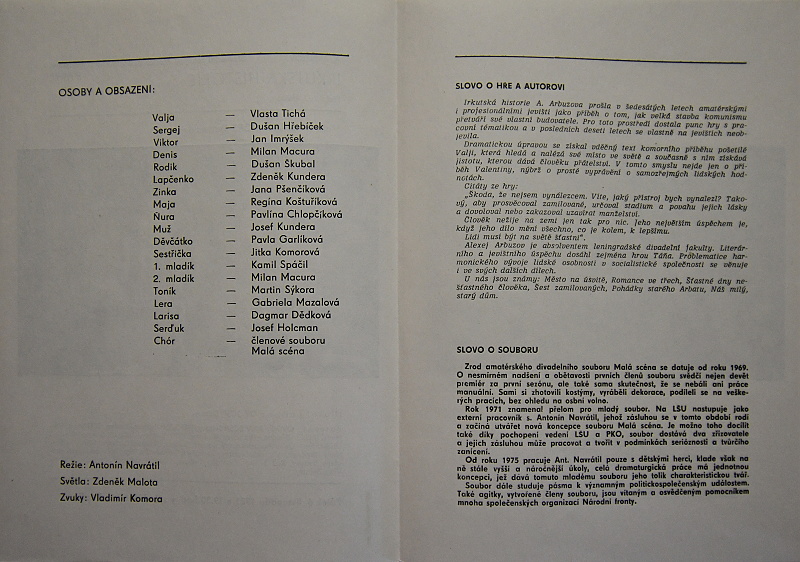 OSOBY A OBSAZENÍ:
Valja — Vlasta Tichá
Sergej — Dušan Hřebíček
Viktor — Jan Imrýšek
Denis — Milan Macura
Rodik — Dušan Skubal
Lapčenko — Zdeněk Kundera
Zinka — Jana Pšenčíková
Maja — Regína Košturíková
Ňura — Pavlína Chlopčíková
Muž — Josef Kundera
Děvčátko — Pavla Garlíková
Sestřička — Jitka Komorová
1. mladík — Kamil Spáčil
2. mladík — Milan Macura
Toník — Martin Sýkora
Lera — Gabriela Mazalová
Larisa — Dagmar Dědková
Serďuk — Josef Holcman
Chór — členové souboru
Malá scéna
Režie: Antonín Navrátil
Světla: Zdeněk Malota
Zvuky: Vladimír Komora
SLOVO O HŘE A AUTOROVI
Irkutská historie A. Arbuzova prošla v šedesátých letech amatérskými
i profesionálními jevišti jako příběh o tom, jak velká stavba komunismu
přetváří své vlastní budovatele. Pro toto prostředí dostala punc hry s pra-
covní tématikou a v posledních deseti letech se vlastně na jevištích neob-
jevila.
Dramatickou úpravou se získal vděčný text komorního příběhu pošetilé
Valji, která hledá a nalézá své místo ve světě a současně s ním získává
jistotu, kterou dává člověku přátelství. V tomto smyslu nejde jen o pří-
běh Valentiny, nýbrž o prosté vyprávění o samozřejmých lidských hod-
notách.
Citáty ze hry:
„Škoda, že nejsem vynálezcem. Víte, jaký přístroj bych vynalezl? Tako-
vý, aby prosvěcoval zamilované, určoval stadium a povahu jejich lásky
a dovoloval nebo zakazoval uzavírat manželství.
Člověk nežije na zemi jen tak pro nic. Jeho největším úspěchem je,
když jeho dílo mění všechno, co je kolem, k lepšímu.
Lidi musí být na světě šťastní“.
Alexej Arbuzov je absolventem leningradské divadelní fakulty. Literár-
ního a jevištního úspěchu dosáhl zejména hrou Táňa. Problematice har-
monického vývoje lidské osobnosti v socialistické společnosti se věnuje
i ve svých dalších dílech.
U nás jsou známy: Město na úsvitě, Romance ve třech, Šťastné dny ne-
šťastného člověka, Šest zamilovaných, Pohádky starého Arbatu, Náš milý,
starý dům.
SLOVO O SOUBORU
Zrod amatérského divadelního souboru Malá scéna se datuje od roku 1969.
O nesmírném nadšení a obětavosti prvních členů souboru svědčí nejen devět
premiér za první sezónu, ale také sama skutečnost, že se nebáli ani práce
manuální. Sami si zhotovili kostýmy, vyráběli dekorace, podíleli se na veške-
rých pracích, bez ohledu na osbní volno.
Rok 1971 znamenal přelom pro mladý soubor. Na LSU nastupuje jako
externí pracovník s. Antonín Navrátil, jehož zásluhou se v tomto období rodí
a začíná utvářet nová koncepce souboru Malá scéna. Je možno toho docílit
také díky pochopení vedení LSU a PKO, soubor dostává dva zřizovatele
a jejich zásluhou může pracovat a tvořit v podmínkách serióznosti a tvůrčího
zanícení.
Od roku 1975 pracuje Ant. Navrátil pouze s dětskými herci, klade však na
ně stále vyšší a náročnější úkoly, celá dramaturgická práce má jednotnou
koncepci, jež dává tomuto mladému souboru jeho tolik charakteristickou tvář.
Soubor dále studuje pásma k významným politickospolečenským událostem.
Také agitky, vytvořené členy souboru, jsou vítaným a osvědčeným pomocníkem
mnoha společenských organizací Národní fronty.